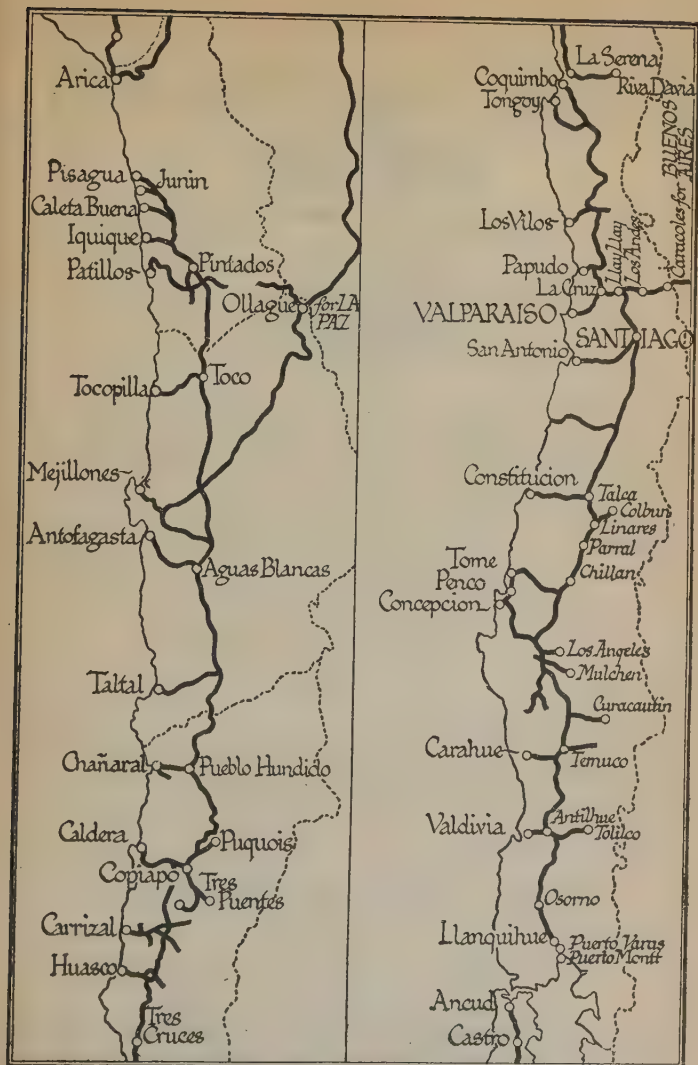 Arica
Pisagua
Junin
Caleta Buena
Iquique
Patillos
Pintados
Ollagüe
for LA
PAZ
Toco
Tocopilla
Mejillones
Antofagasta
Aguas Blancas
Taltal
Chañaral
Pueblo Hundido
Caldera
Puquois
Copiapo
Tres
Puentes
Carrizal
Huasco
Tres
Cruces
La Serena
Coquimbo
Riva Davia
Tongoy
Caracoles for BUENOS
AIRES
Los Vilos
Llay Llay
Los Andes
Papudo
La Cruz
VALPARAISO
SANTIAGO
San Antonio
Constitucion
Talca
Colbun
Linares
Parral
Tome
Penco
Chillan
Concepcion
Los Angeles
Mulchen
Curacautin
Carahue
Temuco
Valdivia
Antilhue
Tolilco
Osorno
Llanquihue
Puerto Varas
Puerto Montt
Ancud
Castro